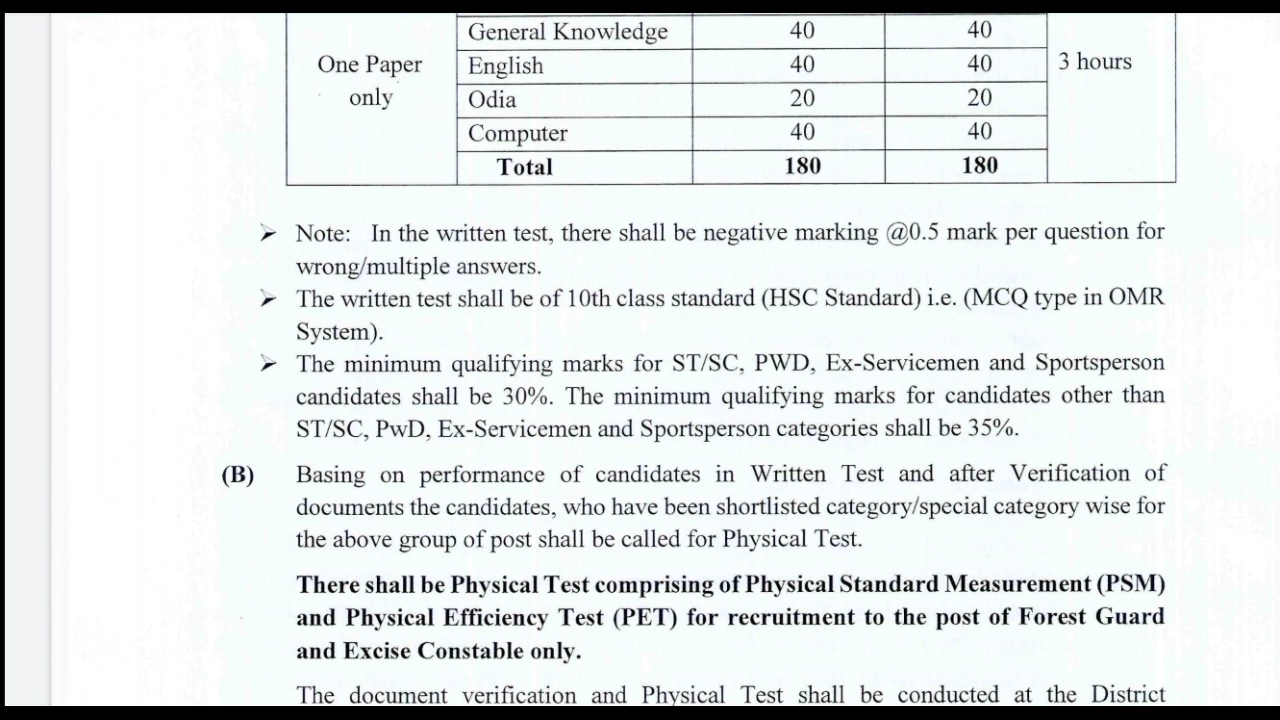 General Knowledge 40 40
One Paper only English 40 40 3 hours
Odia 20 20
Computer 40 40
Total 180 180
➢ Note: In the written test, there shall be negative marking @0.5 mark per question for
wrong/multiple answers.
➢ The written test shall be of 10th class standard (HSC Standard) i.e. (MCQ type in OMR
System).
➢ The minimum qualifying marks for ST/SC, PWD, Ex-Servicemen and Sportsperson
candidates shall be 30%. The minimum qualifying marks for candidates other than
ST/SC, PwD, Ex-Servicemen and Sportsperson categories shall be 35%.
(B) Basing on performance of candidates in Written Test and after Verification of
documents the candidates, who have been shortlisted category/special category wise for
the above group of post shall be called for Physical Test.
There shall be Physical Test comprising of Physical Standard Measurement (PSM)
and Physical Efficiency Test (PET) for recruitment to the post of Forest Guard
and Excise Constable only.
The document verification and Physical Test shall be conducted at the District